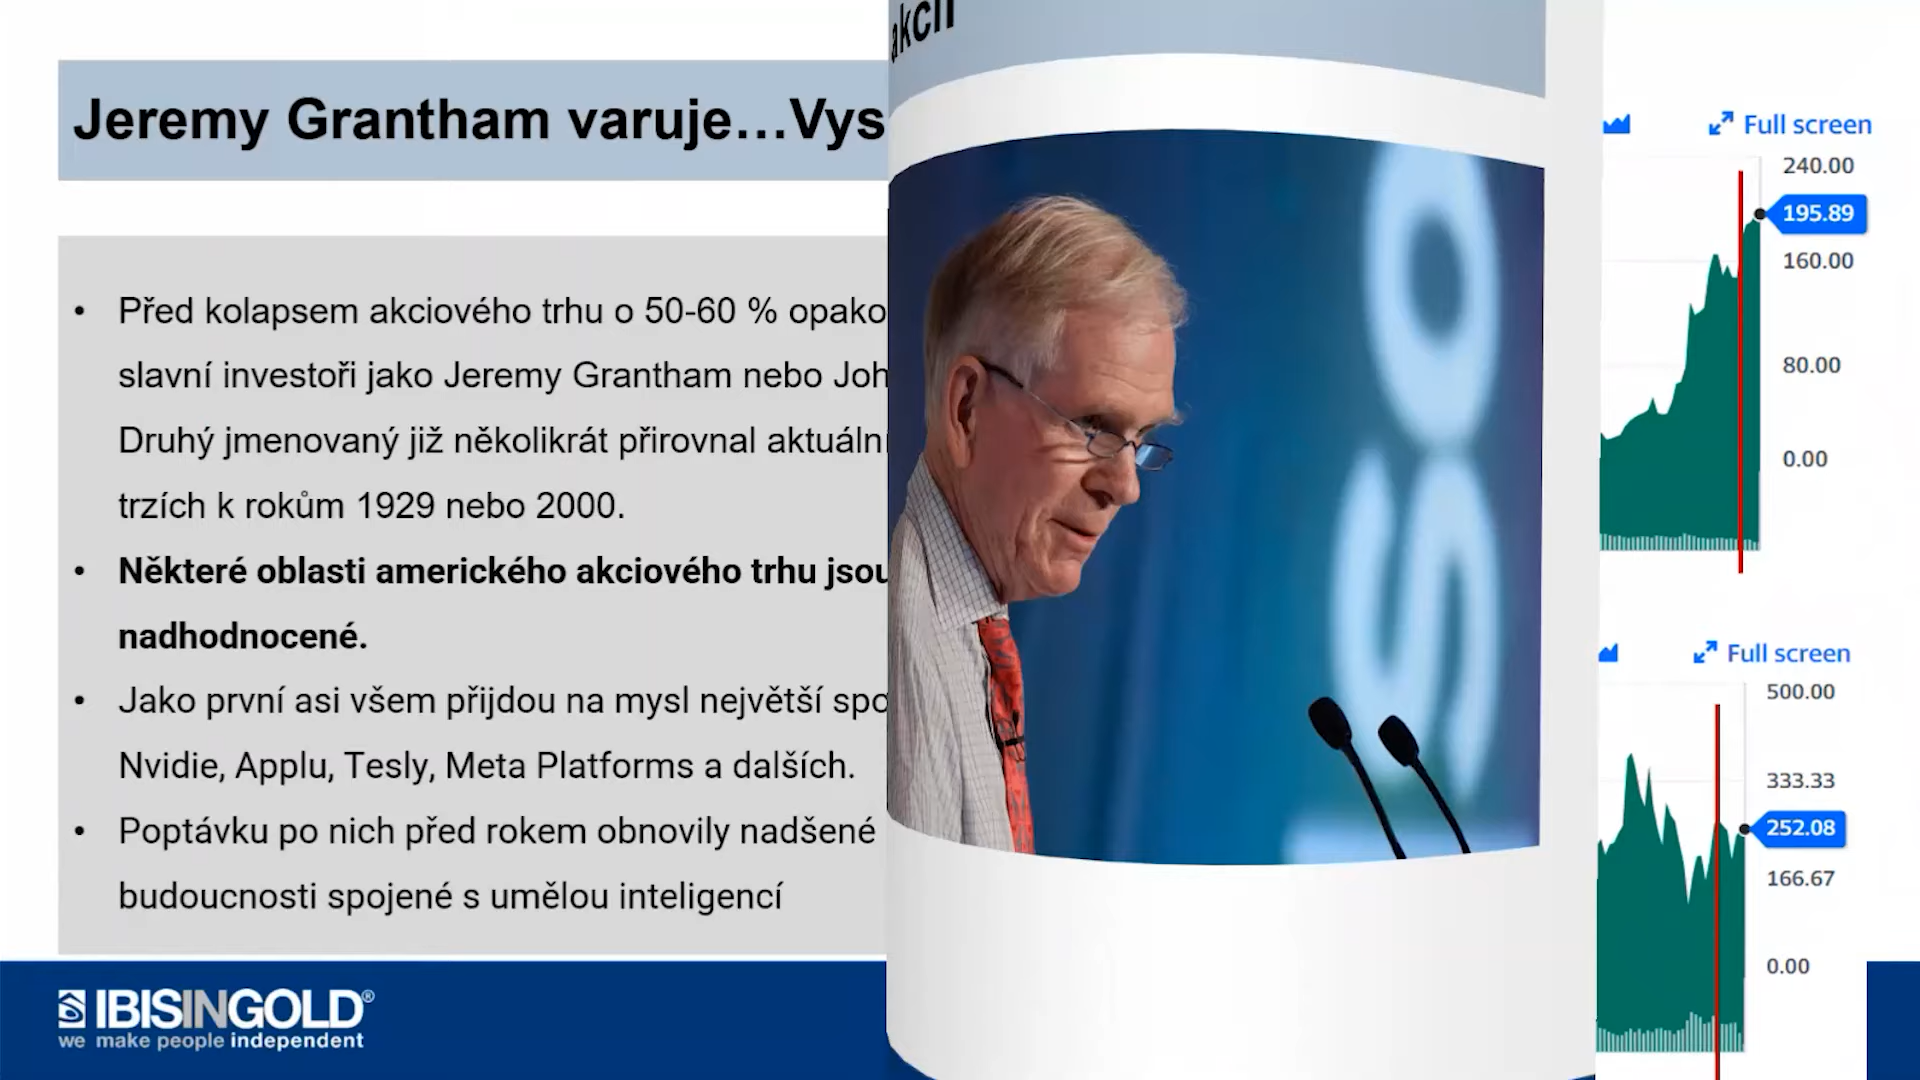 Jeremy Grantham varuje…Vys
akcií
Před kolapsem akciového trhu o 50-60 % opako
slavní investoři jako Jeremy Grantham nebo Joh
Druhý jmenovaný již několikrát přirovnal aktuáln
trzích k rokům 1929 nebo 2000.
Některé oblasti amerického akciového trhu jsou
nadhodnocené.
Jako první asi všem přijdou na mysl největší spo
Nvidie, Applu, Tesly, Meta Platforms a dalších.
Poptávku po nich před rokem obnovily nadšené
budoucnosti spojené s umělou inteligencí
Full screen
240.00
195.89
160.00
80.00
0.00
Full screen
500.00
333.33
252.08
166.67
0.00
IBISINGOLD®
we make people independent